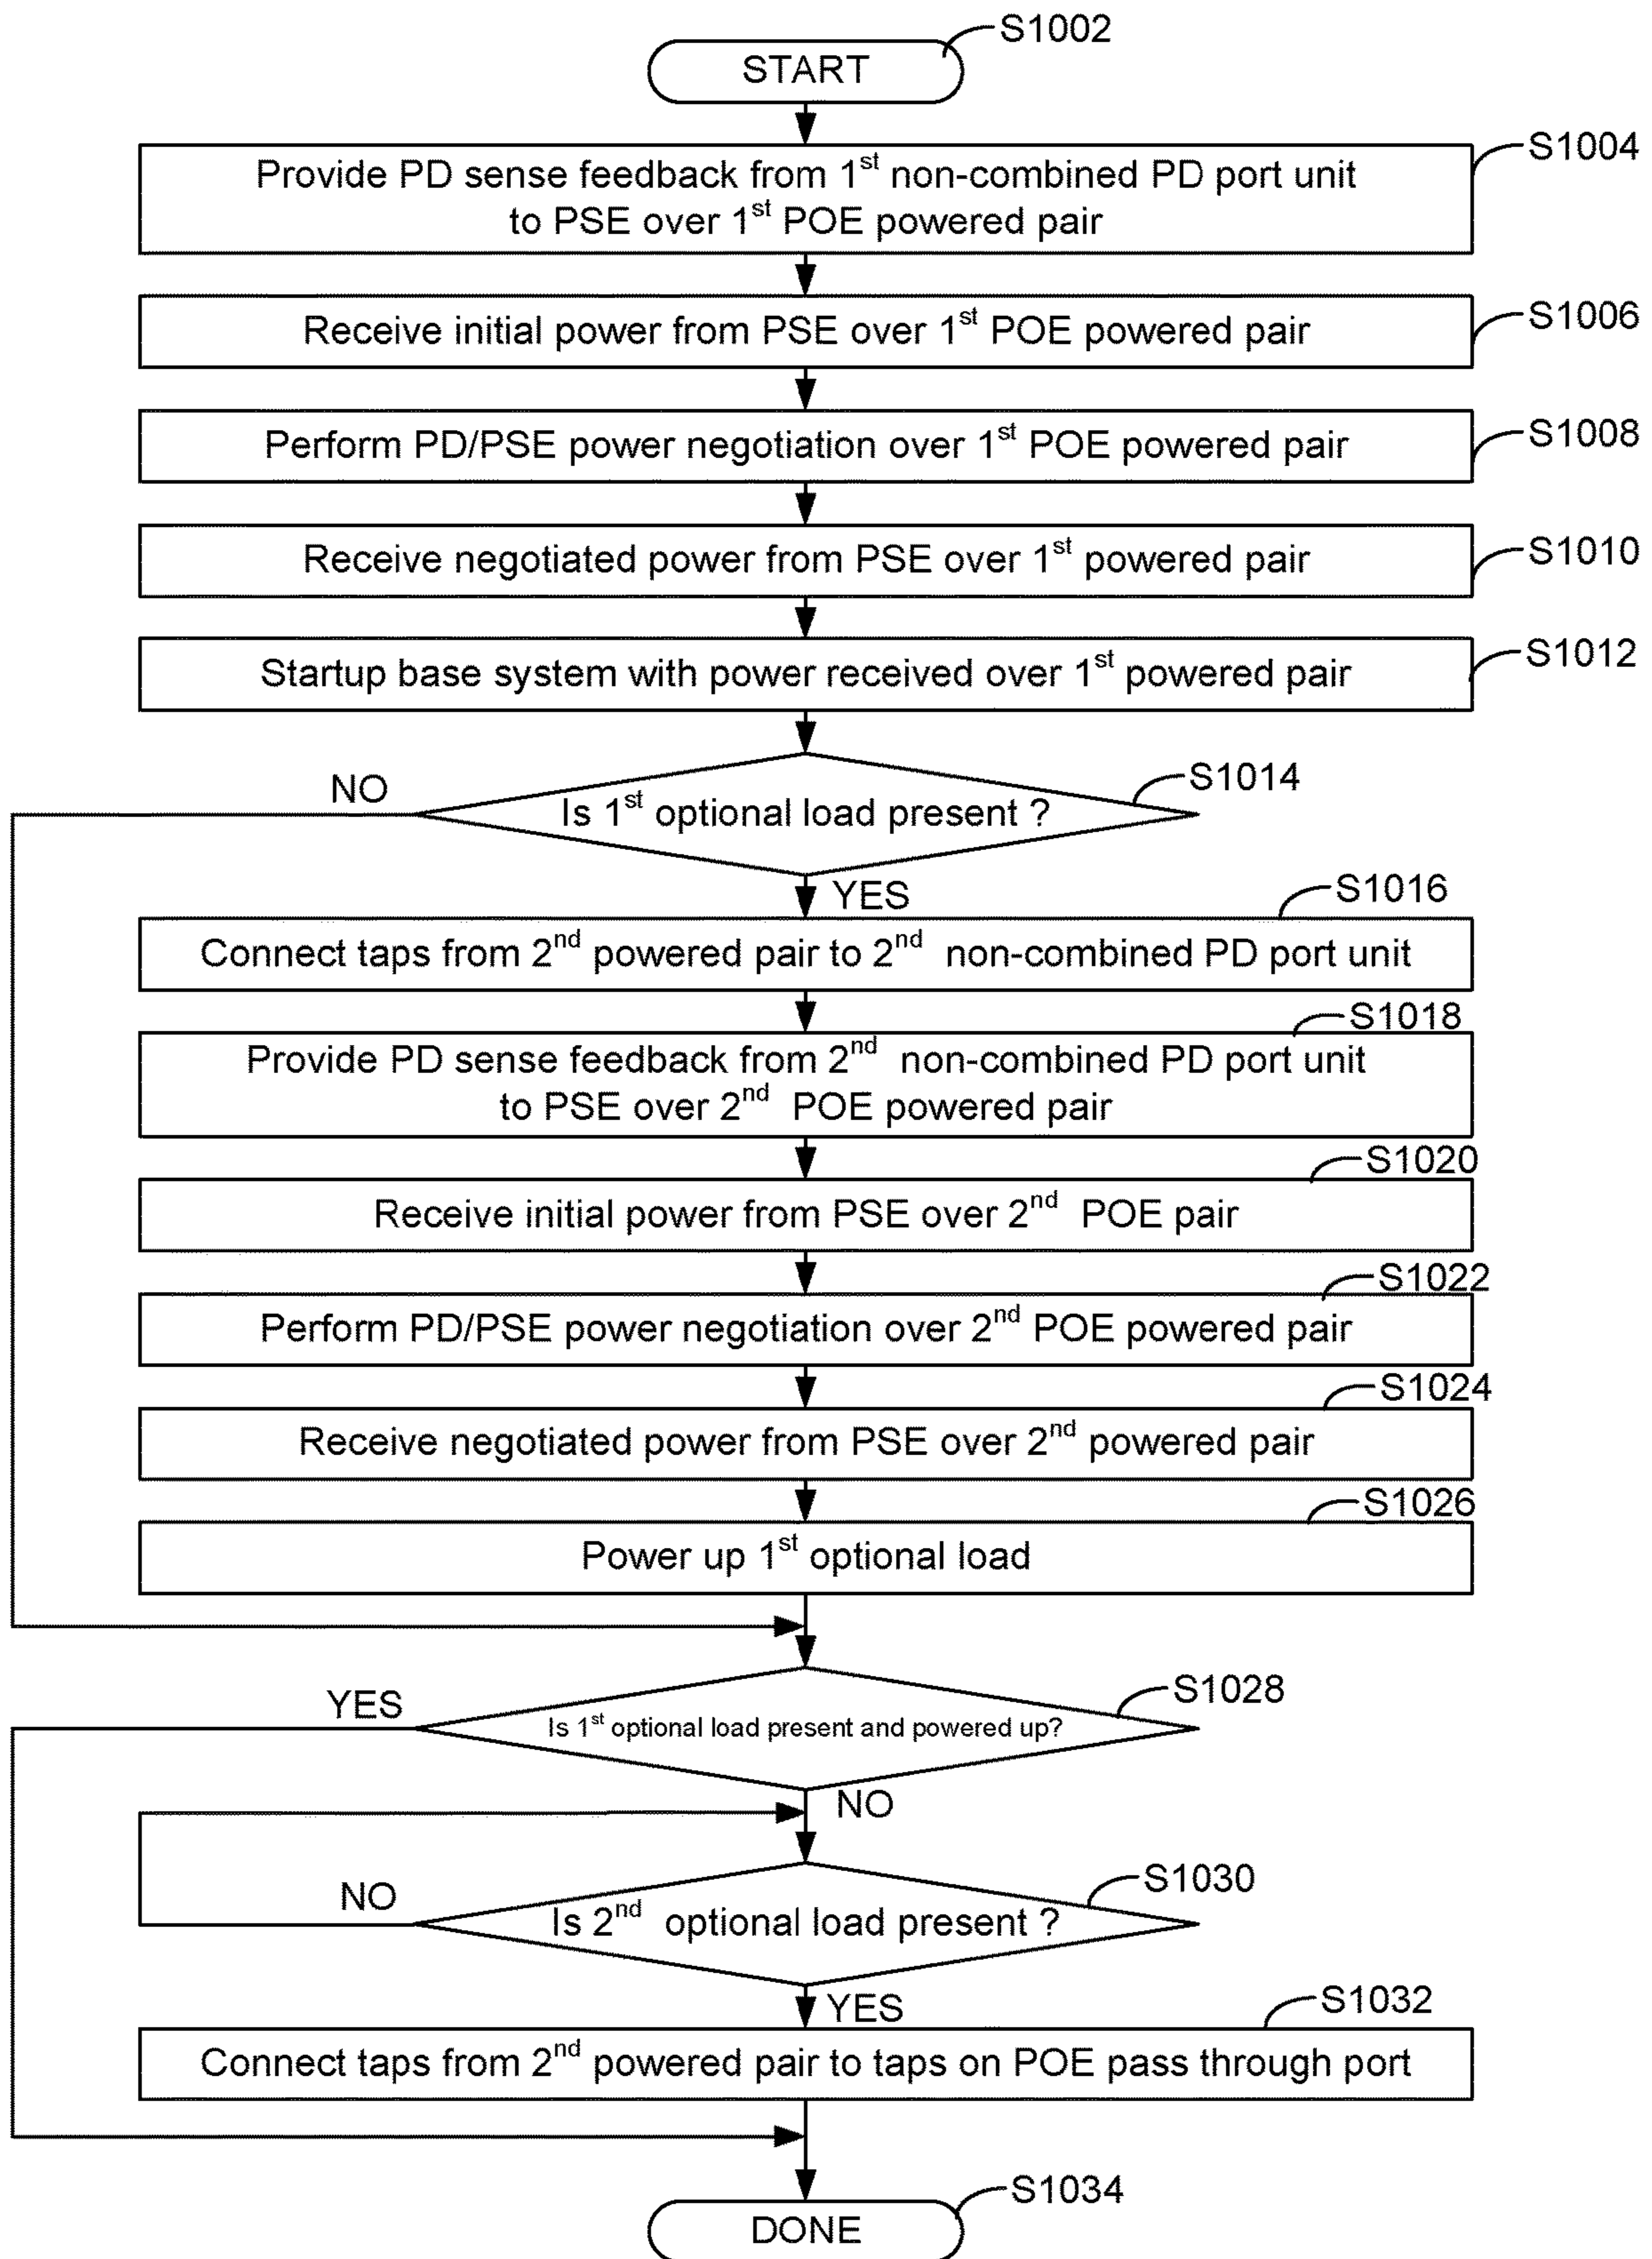 START
S1002
Provide PD sense feedback from 1st non-combined PD port unit
to PSE over 1st POE powered pair
S1004
Receive initial power from PSE over 1st POE powered pair
S1006
Perform PD/PSE power negotiation over 1st POE powered pair
S1008
Receive negotiated power from PSE over 1st powered pair
S1010
Startup base system with power received over 1st powered pair
S1012
NO
Is 1st optional load present ?
S1014
YES
S1016
Connect taps from 2nd powered pair to 2nd non-combined PD port unit
S1018
Provide PD sense feedback from 2nd non-combined PD port unit
to PSE over 2nd POE powered pair
S1020
Receive initial power from PSE over 2nd POE pair
S1022
Perform PD/PSE power negotiation over 2nd POE powered pair
S1024
Receive negotiated power from PSE over 2nd powered pair
S1026
Power up 1st optional load
YES
S1028
Is 1st optional load present and powered up?
NO
NO
S1030
Is 2nd optional load present ?
YES
S1032
Connect taps from 2nd powered pair to taps on POE pass through port
S1034
DONE